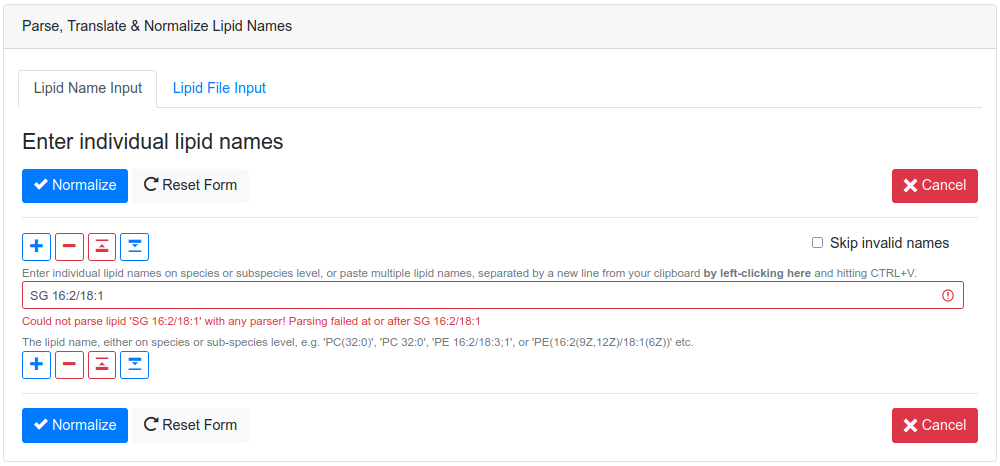 Parse, Translate & Normalize Lipid Names
Lipid Name Input Lipid File Input
Enter individual lipid names
Normalize Reset Form Cancel
Skip invalid names
Enter individual lipid names on species or subspecies level, or paste multiple lipid names, separated by a new line from your clipboard by left-clicking here and hitting CTRL+V.
SG 16:2/18:1
Could not parse lipid 'SG 16:2/18:1' with any parser! Parsing failed at or after SG 16:2/18:1
The lipid name, either on species or sub-species level, e.g. 'PC(32:0)', 'PC 32:0', 'PE 16:2/18:3;1', or 'PE(16:2(9Z,12Z)/18:1(6Z))' etc.
Normalize Reset Form Cancel